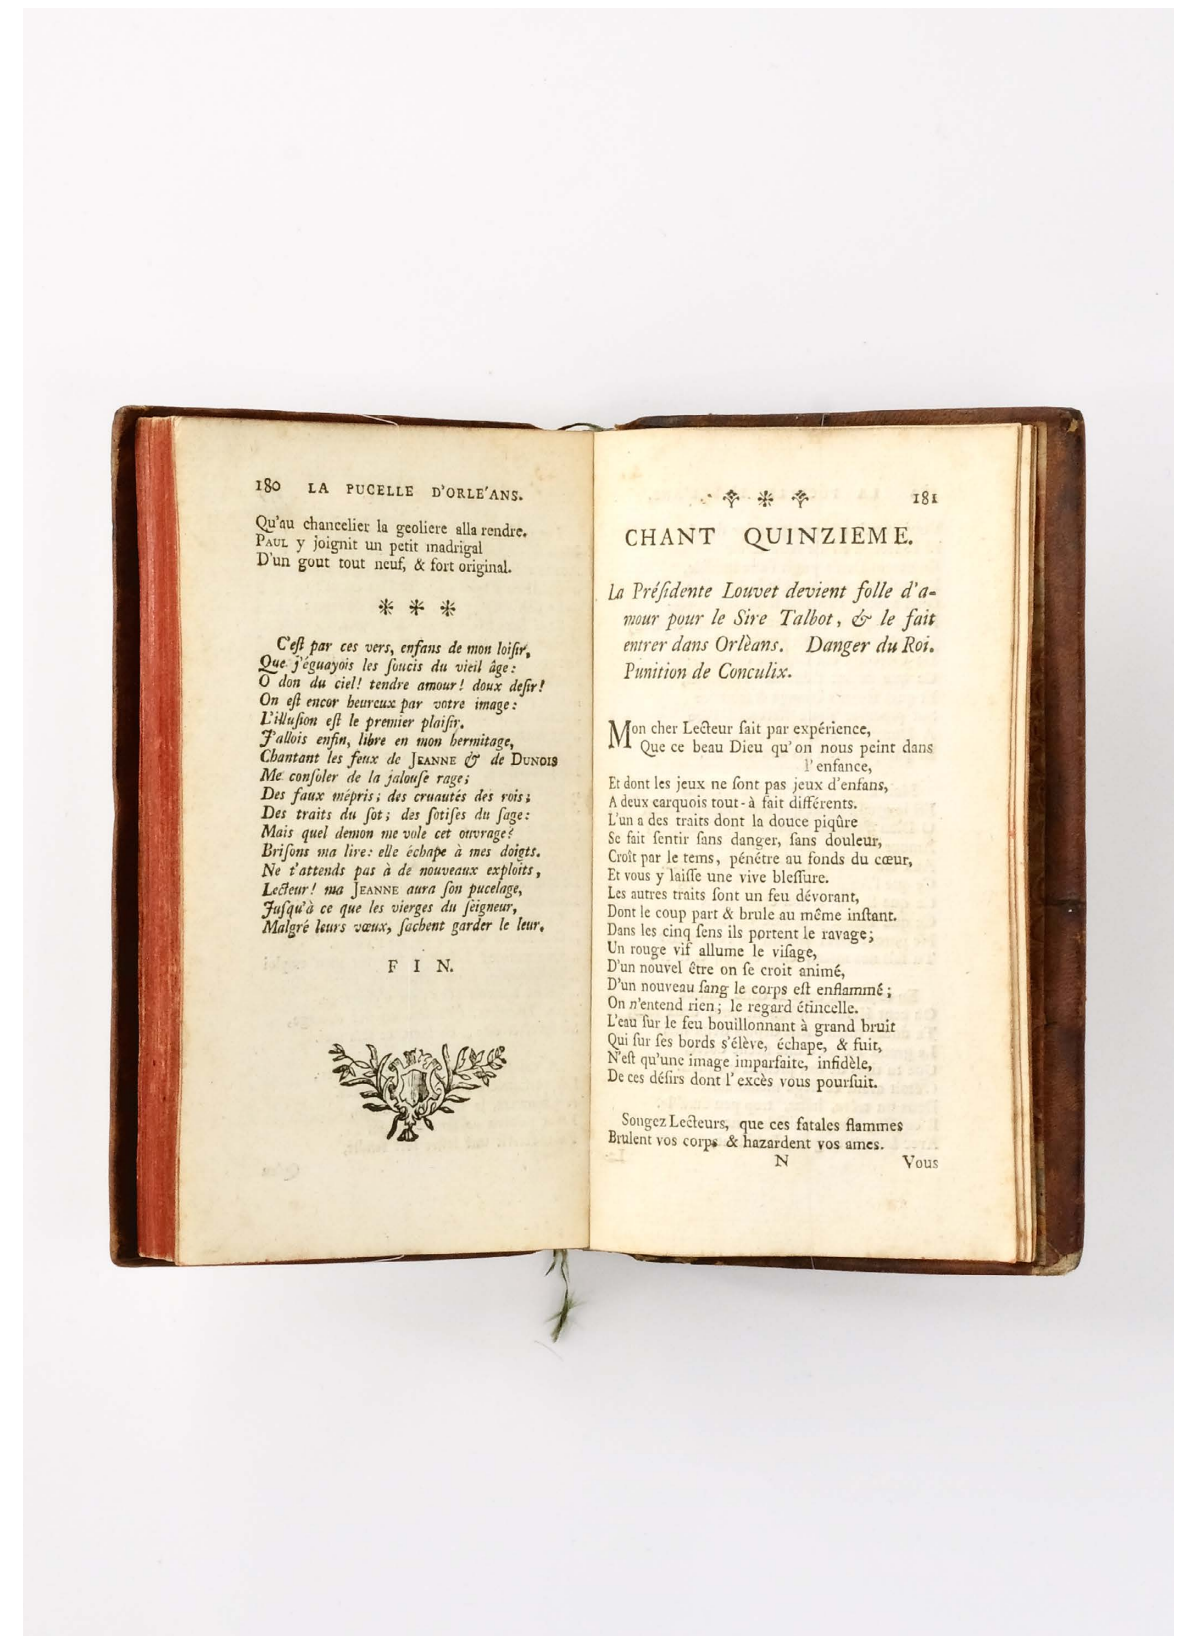 180 LA PUCELLE D'ORLE'ANS.
Qu'au chancelier la geoliere alla rendre.
PAUL y joignit un petit madrigal
D'un gout tout neuf, & fort original.
C'eſt par ces vers, enfans de mon loiſir,
Que j'éguayois les ſoucis du vieil âge:
O don du ciel! tendre amour! doux deſir!
On eſt encor heureux par votre image:
L'illuſion eſt le premier plaiſir.
J'allois enfin, libre en mon hermitage,
Chantant les feux de JEANNE & de DUNOIS
Me conſoler de la jalouſe rage;
Des faux mépris; des cruautés des rois;
Des traits du ſot; des ſotiſes du ſage:
Mais quel demon me vole cet ouvrage?
Briſons ma lire: elle échape à mes doigts.
Ne t'attends pas à de nouveaux exploits,
Lecteur! ma JEANNE aura ſon pucelage,
Juſqu'à ce que les vierges du ſeigneur,
Malgré leurs vœux, ſachent garder le leur.
FIN.
181
CHANT QUINZIEME.
La Préſidente Louvet devient folle d'a-
mour pour le Sire Talbot, & le fait
entrer dans Orlèans. Danger du Roi.
Punition de Conculix.
Mon cher Lecteur ſait par expérience,
Que ce beau Dieu qu'on nous peint dans
l'enfance,
Et dont les jeux ne ſont pas jeux d'enfans,
A deux carquois tout-à fait différents.
L'un a des traits dont la douce piqûre
Se fait ſentir ſans danger, ſans douleur,
Croît par le tems, pénétre au fonds du cœur,
Et vous y laiſſe une vive bleſſure.
Les autres traits ſont un feu dévorant,
Dont le coup part & brule au même inſtant.
Dans les cinq ſens ils portent le ravage;
Un rouge vif allume le viſage,
D'un nouvel être on ſe croit animé,
D'un nouveau ſang le corps eſt enflammé;
On n'entend rien; le regard étincelle.
L'eau ſur le feu bouillonnant à grand bruit
Qui ſur ſes bords s'élève, échape, & fuit,
N'eſt qu'une image imparfaite, infidèle,
De ces déſirs dont l'excès vous pourſuit.
Songez Lecteurs, que ces fatales flammes
Brulent vos corps & hazardent vos ames.
N Vous